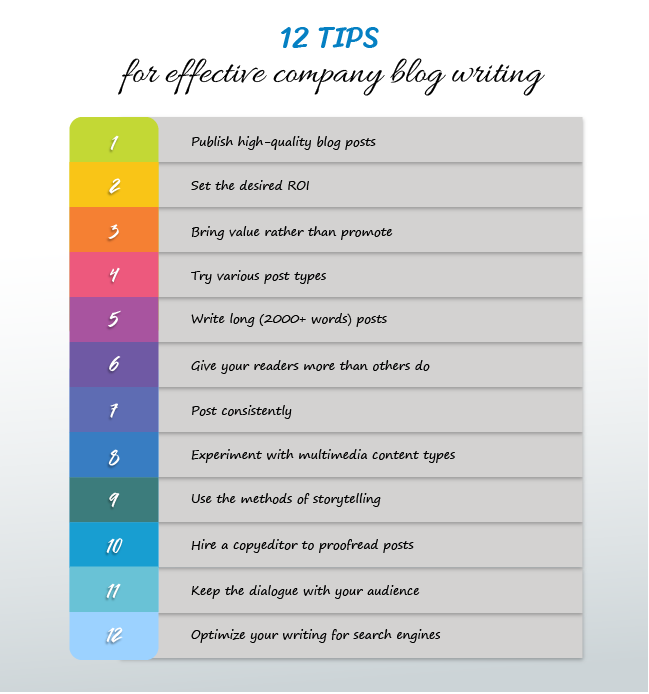 12 TIPS
for effective company blog writing
1 Publish high-quality blog posts
2 Set the desired ROI
3 Bring value rather than promote
4 Try various post types
5 Write long (2000+ words) posts
6 Give your readers more than others do
7 Post consistently
8 Experiment with multimedia content types
9 Use the methods of storytelling
10 Hire a copyeditor to proofread posts
11 Keep the dialogue with your audience
12 Optimize your writing for search engines